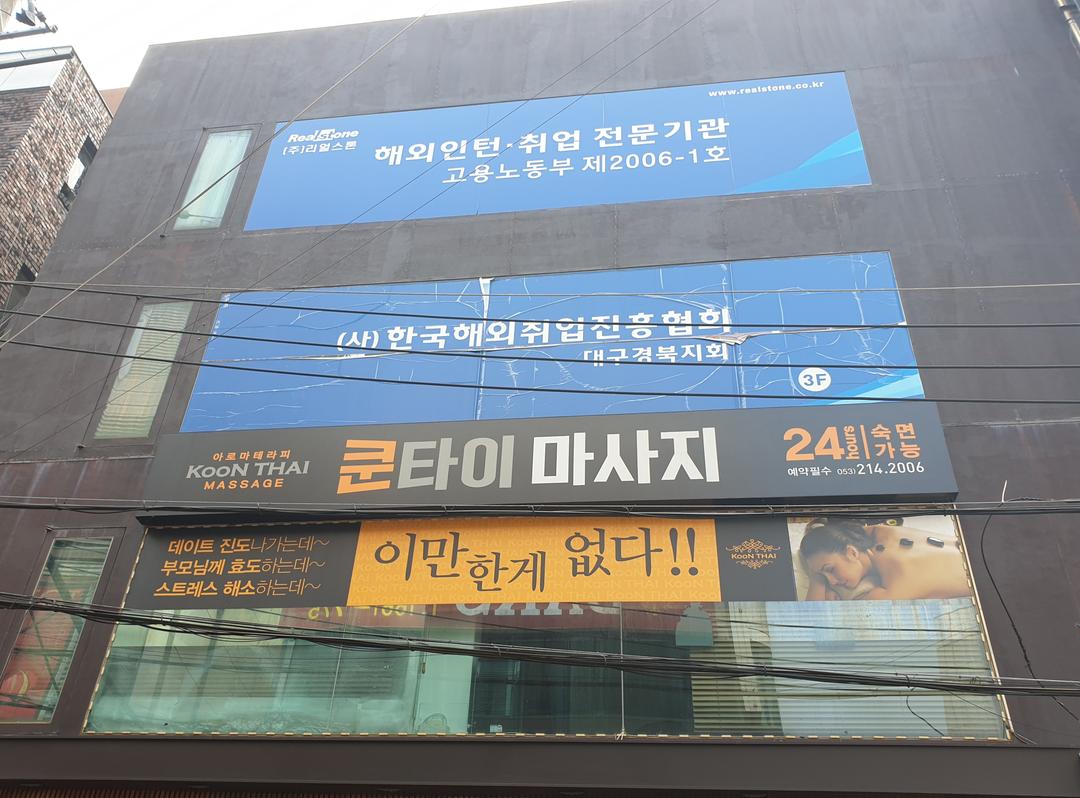 www.realstone.co.kr
Realstone
(주)리얼스톤
해외인턴·취업 전문기관
고용노동부 제2006-1호
(사)한국해외취업진흥협회
대구경북지회
3F
아로마테라피
KOON THAI
MASSAGE
쿤타이 마사지
24 hours
숙면
가능
예약필수 053)214.2006
데이트 진도나가는데~
부모님께 효도하는데~
스트레스 해소하는데~
이만한게 없다!!
KOON THAI